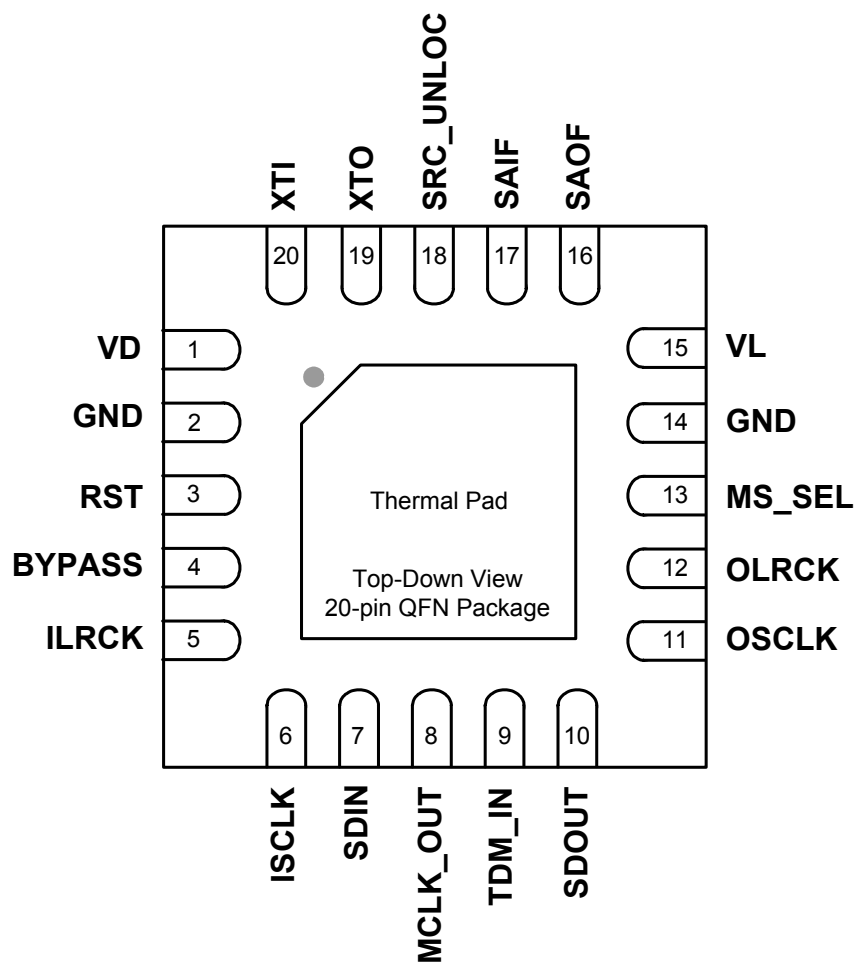 XTI
XTO
SRC_UNLOC
SAIF
SAOF
20
19
18
17
16
VD 1
15 VL
GND 2
14 GND
RST 3
13 MS_SEL
BYPASS 4
12 OLRCK
ILRCK 5
11 OSCLK
Thermal Pad
Top-Down View
20-pin QFN Package
6
7
8
9
10
ISCLK
SDIN
MCLK_OUT
TDM_IN
SDOUT